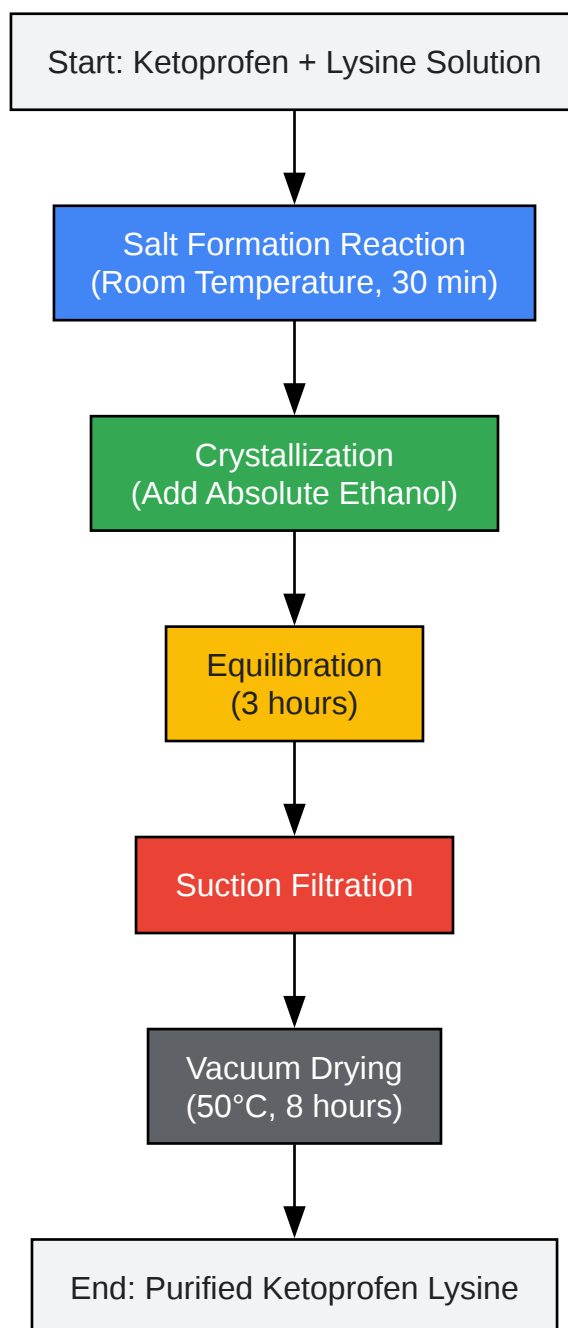 Start: Ketoprofen + Lysine Solution
Salt Formation Reaction
(Room Temperature, 30 min)
Crystallization
(Add Absolute Ethanol)
Equilibration
(3 hours)
Suction Filtration
Vacuum Drying
(50°C, 8 hours)
End: Purified Ketoprofen Lysine